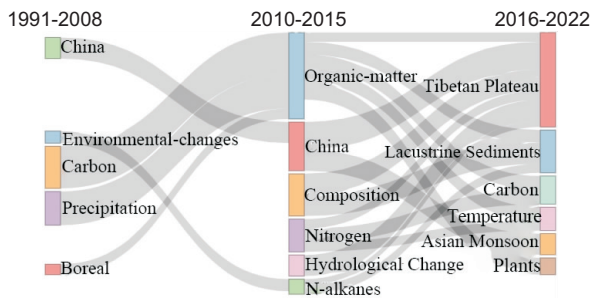 1991-2008
2010-2015
2016-2022
China
Environmental-changes
Carbon
Precipitation
Boreal
Organic-matter
China
Composition
Nitrogen
Hydrological Change
N-alkanes
Tibetan Plateau
Lacustrine Sediments
Carbon
Temperature
Asian Monsoon
Plants